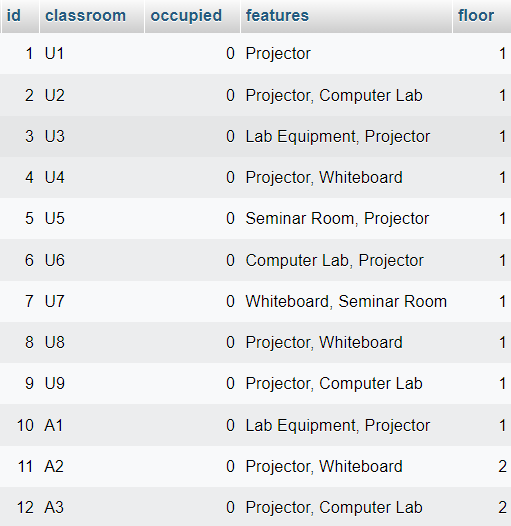 id classroom occupied features floor
1 U1 0 Projector 1
2 U2 0 Projector, Computer Lab 1
3 U3 0 Lab Equipment, Projector 1
4 U4 0 Projector, Whiteboard 1
5 U5 0 Seminar Room, Projector 1
6 U6 0 Computer Lab, Projector 1
7 U7 0 Whiteboard, Seminar Room 1
8 U8 0 Projector, Whiteboard 1
9 U9 0 Projector, Computer Lab 1
10 A1 0 Lab Equipment, Projector 1
11 A2 0 Projector, Whiteboard 2
12 A3 0 Projector, Computer Lab 2